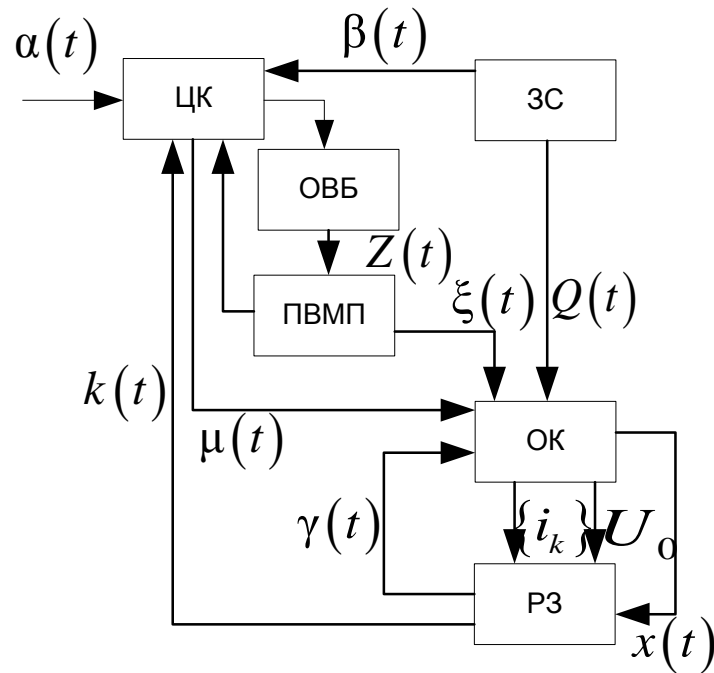 α(t)
β(t)
ЦК
ЗС
ОВБ
Z(t)
ПВМП
ξ(t)
Q(t)
k(t)
μ(t)
ОК
γ(t)
{i_k}
U_0
РЗ
x(t)